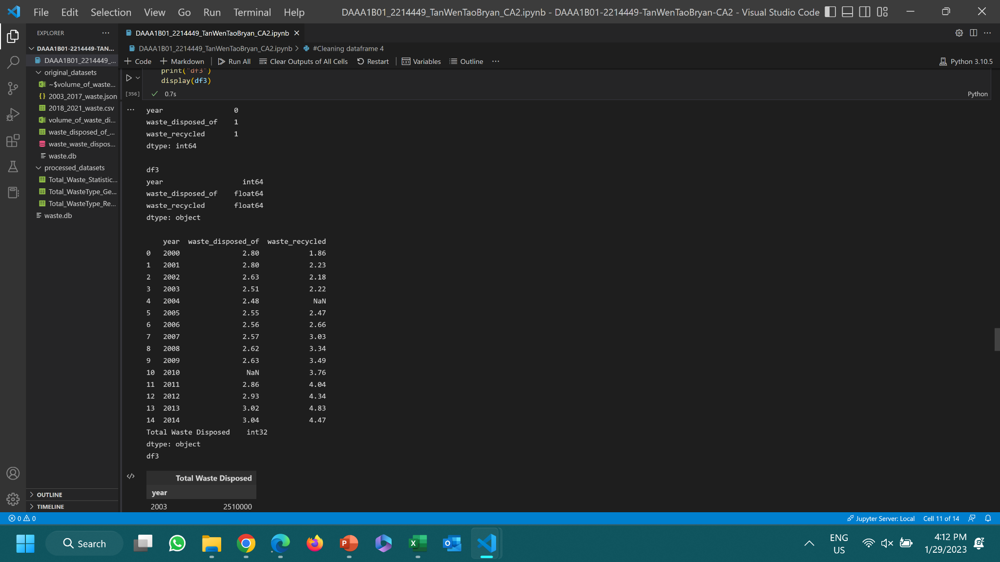 File Edit Selection View Go Run Terminal Help DAAA1B01_2214449_TanWenTaoBryan_CA2.ipynb - DAAA1B01-2214449-TanWenTaoBryan-CA2 - Visual Studio Code
EXPLORER
DAAA1B01_2214449_TanWenTaoBryan_CA2.ipynb
DAAA1B01-2214449-TAN...
DAAA1B01_2214449_TanWenTaoBryan_CA2.ipynb > #Cleaning dataframe 4
DAAA1B01_2214449_...
+ Code + Markdown Run All Clear Outputs of All Cells Restart Variables Outline ... Python 3.10.5
original_datasets
~$volume_of_waste...
{} 2003_2017_waste.json
2018_2021_waste.csv
volume_of_waste_di...
waste_disposed_of_...
waste_waste_dispos...
waste.db
processed_datasets
Total_Waste_Statistic...
Total_WasteType_Ge...
Total_WasteType_Re...
waste.db
OUTLINE
TIMELINE
print("df3")
display(df3)
[356] 0.7s Python
year 0
waste_disposed_of 1
waste_recycled 1
dtype: int64
df3
year int64
waste_disposed_of float64
waste_recycled float64
dtype: object
year waste_disposed_of waste_recycled
0 2000 2.80 1.86
1 2001 2.80 2.23
2 2002 2.63 2.18
3 2003 2.51 2.22
4 2004 2.48 NaN
5 2005 2.55 2.47
6 2006 2.56 2.66
7 2007 2.57 3.03
8 2008 2.62 3.34
9 2009 2.63 3.49
10 2010 NaN 3.76
11 2011 2.86 4.04
12 2012 2.93 4.34
13 2013 3.02 4.83
14 2014 3.04 4.47
Total Waste Disposed int32
dtype: object
df3
Total Waste Disposed
year
2003 2510000
0 0 Jupyter Server: Local Cell 11 of 14
Search
ENG
US
4:12 PM
1/29/2023